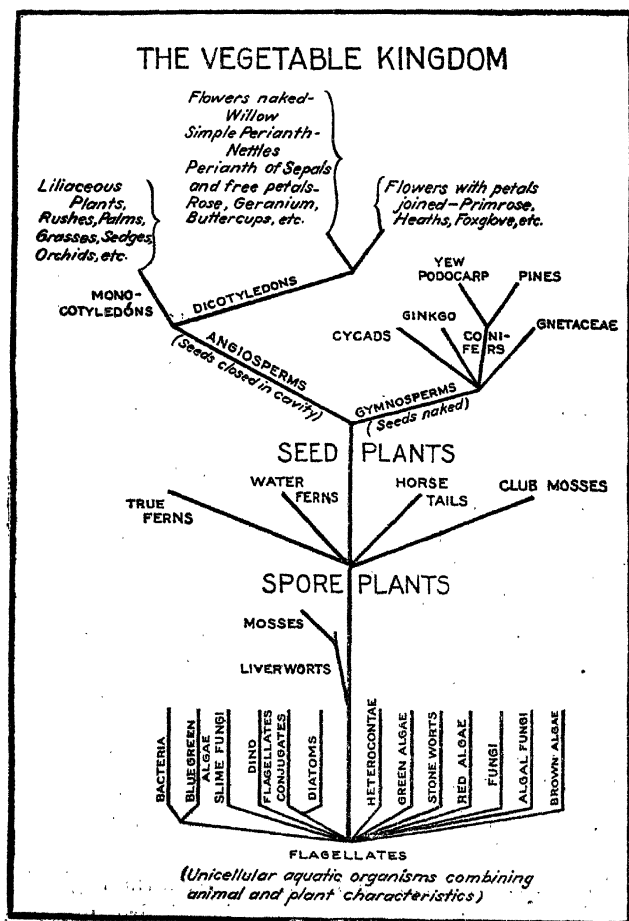 THE VEGETABLE KINGDOM
Flowers naked-
Willow
Simple Perianth-
Nettles
Perianth of Sepals
and free petals-
Rose, Geranium,
Buttercups, etc.
Liliaceous
Plants,
Rushes, Palms,
Grasses, Sedges,
Orchids, etc.
Flowers with petals
joined-Primrose,
Heaths, Foxglove, etc.
MONO-
COTYLEDONS
DICOTYLEDONS
YEW
PODOCARP
PINES
CYCADS
GINKGO
CONI-
FERS
GNETACEAE
ANGIOSPERMS
(Seeds closed in cavity)
GYMNOSPERMS
(Seeds naked)
SEED PLANTS
TRUE
FERNS
WATER
FERNS
HORSE
TAILS
CLUB MOSSES
SPORE PLANTS
MOSSES
LIVERWORTS
BACTERIA
BLUE GREEN
ALGAE
SLIME FUNGI
DINO
FLAGELLATES
CONJUGATES
DIATOMS
HETEROCONTAE
GREEN ALGAE
STONE WORTS
RED ALGAE
FUNGI
ALGAL FUNGI
BROWN ALGAE
FLAGELLATES
(Unicellular aquatic organisms combining
animal and plant characteristics)